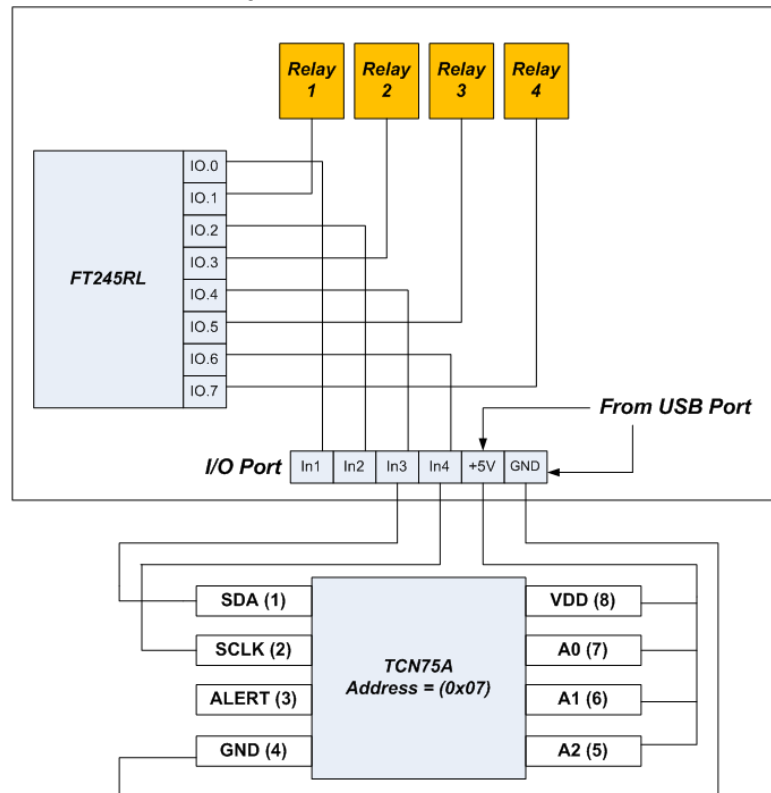 Relay
1
Relay
2
Relay
3
Relay
4
FT245RL
IO.0
IO.1
IO.2
IO.3
IO.4
IO.5
IO.6
IO.7
From USB Port
I/O Port
In1
In2
In3
In4
+5V
GND
SDA (1)
SCLK (2)
ALERT (3)
GND (4)
TCN75A
Address = (0x07)
VDD (8)
A0 (7)
A1 (6)
A2 (5)